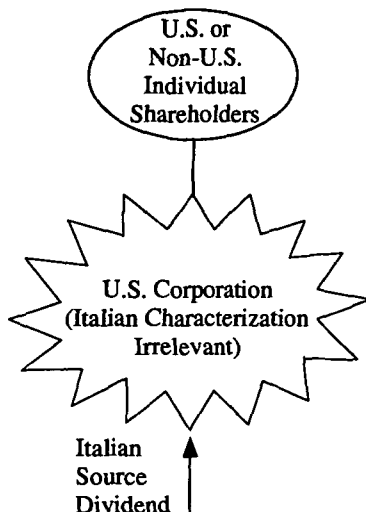 U.S. or
Non-U.S.
Individual
Shareholders
U.S. Corporation
(Italian Characterization
Irrelevant)
Italian
Source
Dividend